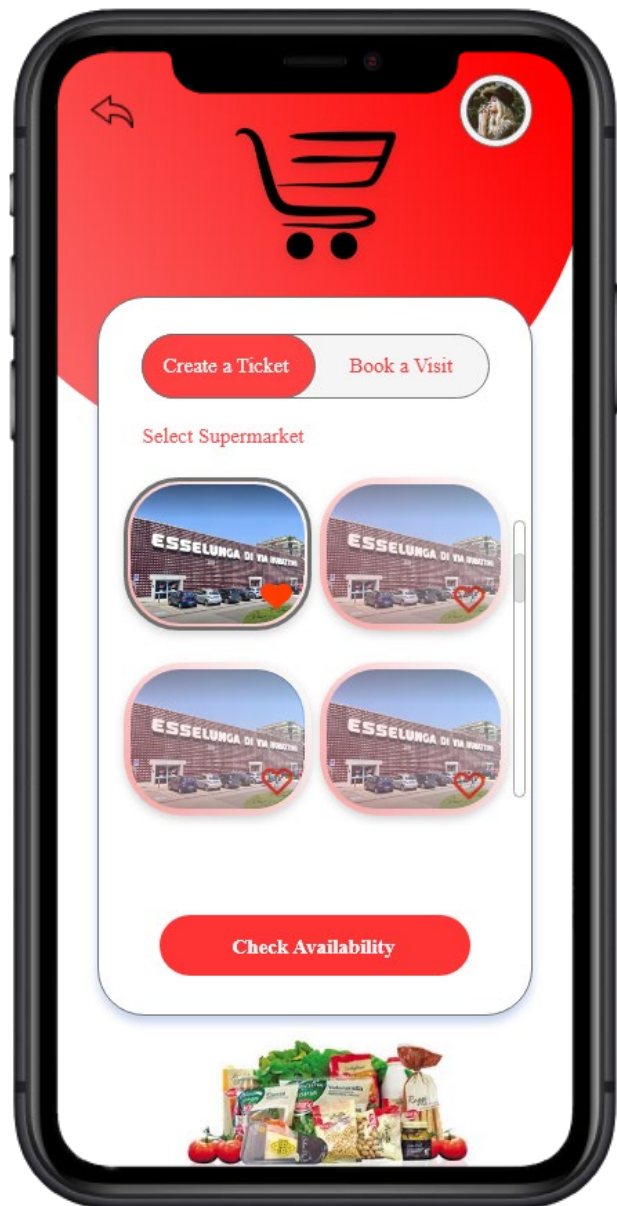 Create a Ticket
Book a Visit
Select Supermarket
ESSELUNGA DI VIA RUBATTINO
ESSELUNGA DI VIA RUBATTINO
ESSELUNGA DI VIA RUBATTINO
ESSELUNGA DI VIA RUBATTINO
Check Availability